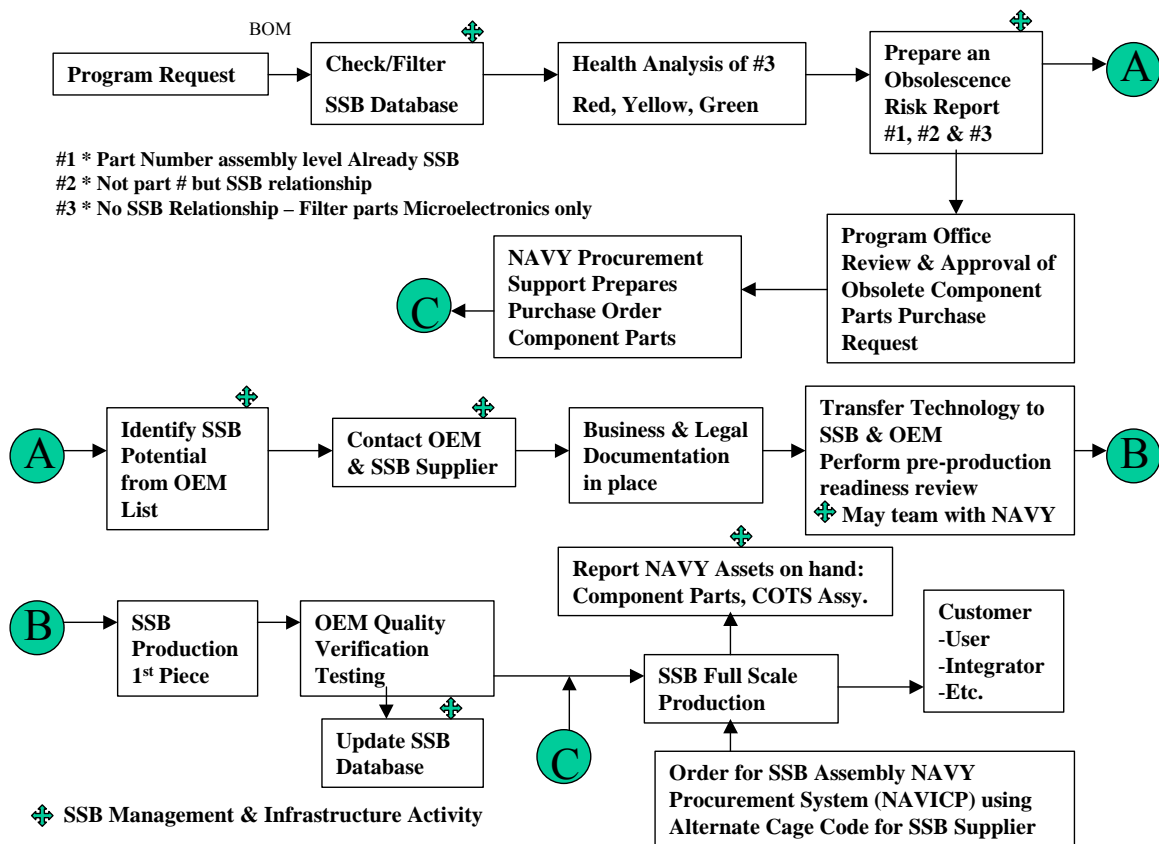 BOM
Program Request
Check/Filter
SSB Database
Health Analysis of #3
Red, Yellow, Green
Prepare an
Obsolescence
Risk Report
#1, #2 & #3
A
#1 * Part Number assembly level Already SSB
#2 * Not part # but SSB relationship
#3 * No SSB Relationship – Filter parts Microelectronics only
Program Office
Review & Approval of
Obsolete Component
Parts Purchase
Request
NAVY Procurement
Support Prepares
Purchase Order
Component Parts
C
A
Identify SSB
Potential
from OEM
List
Contact OEM
& SSB Supplier
Business & Legal
Documentation
in place
Transfer Technology to
SSB & OEM
Perform pre-production
readiness review
May team with NAVY
B
Report NAVY Assets on hand:
Component Parts, COTS Assy.
B
SSB
Production
1st Piece
OEM Quality
Verification
Testing
SSB Full Scale
Production
Customer
-User
-Integrator
-Etc.
Update SSB
Database
C
Order for SSB Assembly NAVY
Procurement System (NAVICP) using
Alternate Cage Code for SSB Supplier
SSB Management & Infrastructure Activity